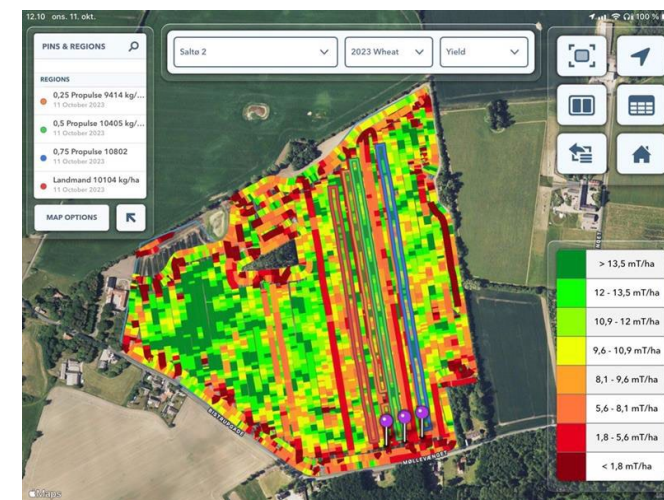 12.10 ons. 11. okt.
100 %
PINS & REGIONS
Saltø 2
2023 Wheat
Yield
REGIONS
0,25 Propulse 9414 kg/...
11 October 2023
0,5 Propulse 10405 kg/...
11 October 2023
0,75 Propulse 10802
11 October 2023
Landmand 10104 kg/ha
11 October 2023
MAP OPTIONS
> 13,5 mT/ha
12 - 13,5 mT/ha
10,9 - 12 mT/ha
9,6 - 10,9 mT/ha
8,1 - 9,6 mT/ha
5,6 - 8,1 mT/ha
1,8 - 5,6 mT/ha
< 1,8 mT/ha
MØLLEVÆNGET
Maps